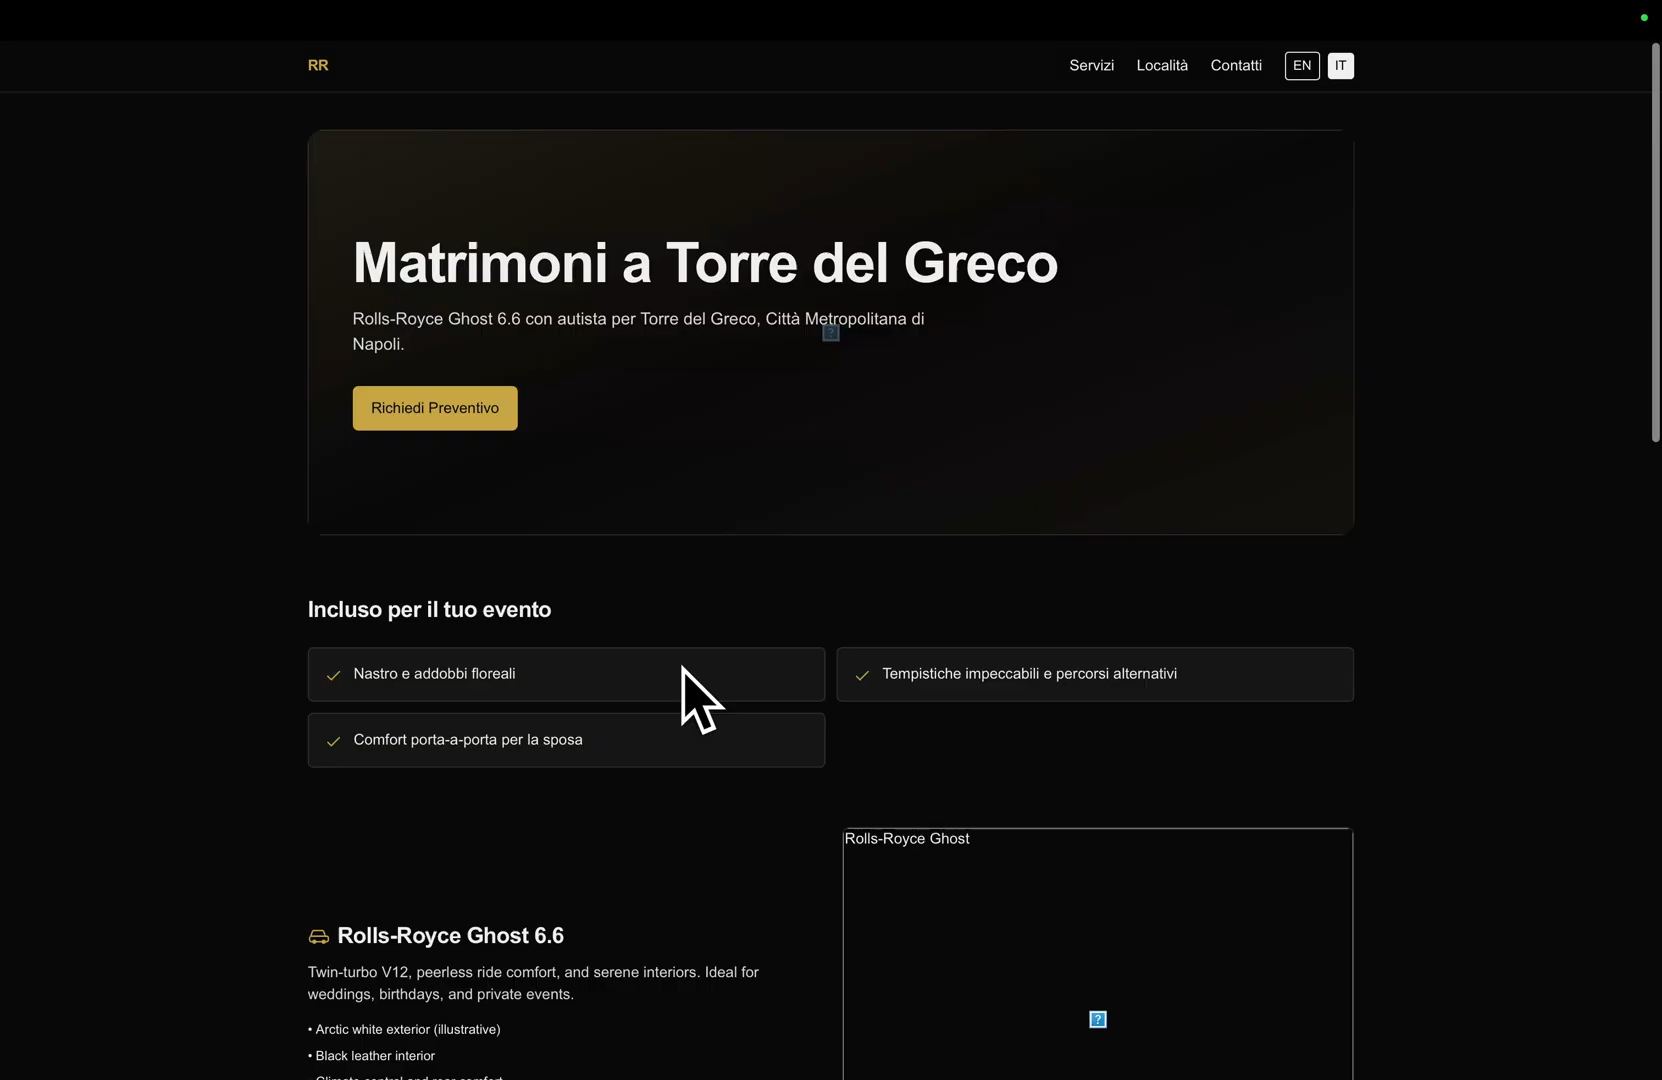 RR
Servizi
Località
Contatti
EN
IT
Matrimoni a Torre del Greco
Rolls-Royce Ghost 6.6 con autista per Torre del Greco, Città Metropolitana di
Napoli.
Richiedi Preventivo
Incluso per il tuo evento
Nastro e addobbi floreali
Tempistiche impeccabili e percorsi alternativi
Comfort porta-a-porta per la sposa
Rolls-Royce Ghost 6.6
Twin-turbo V12, peerless ride comfort, and serene interiors. Ideal for
weddings, birthdays, and private events.
• Arctic white exterior (illustrative)
• Black leather interior
• Climate control and rear comfort
Rolls-Royce Ghost